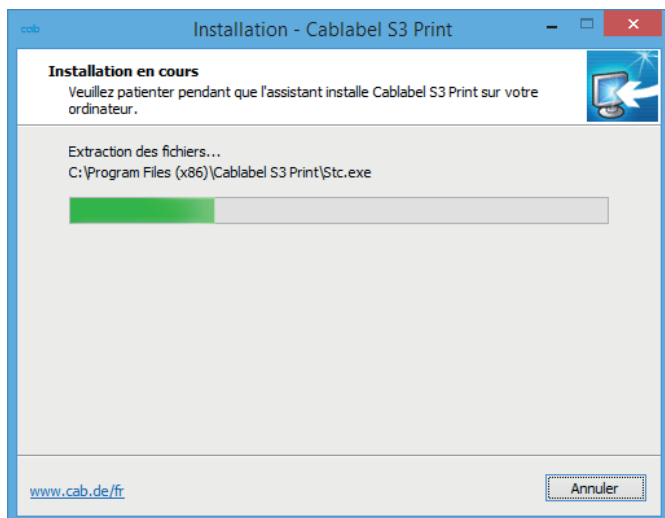 cab
Installation - Cablabel S3 Print
Installation en cours
Veuillez patienter pendant que l'assistant installe Cablabel S3 Print sur votre
ordinateur.
Extraction des fichiers...
C:\Program Files (x86)\Cablabel S3 Print\Stc.exe
www.cab.de/fr
Annuler